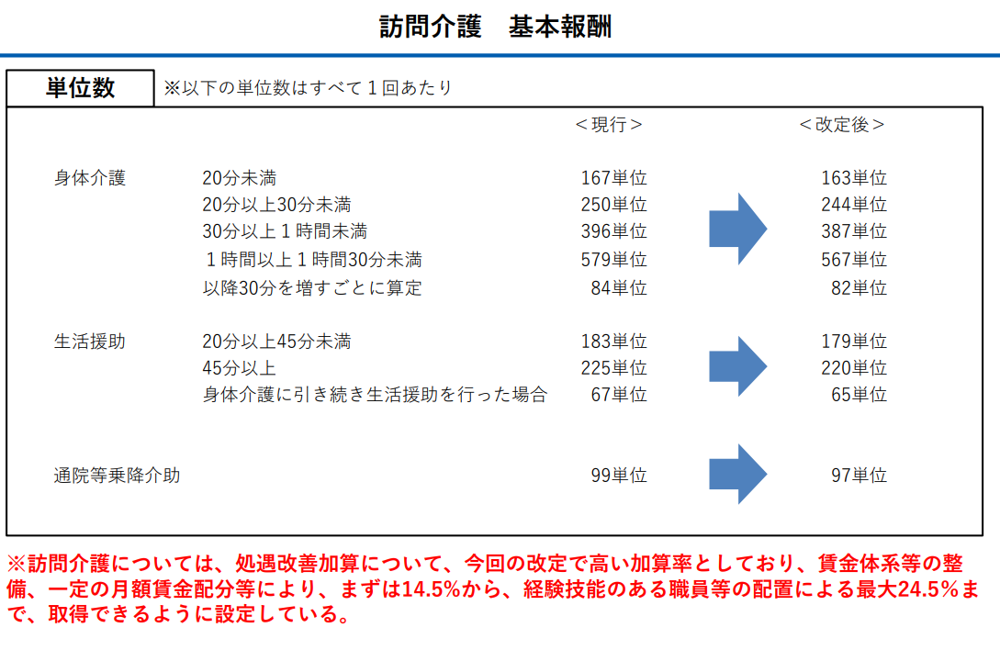 訪問介護　基本報酬
単位数 ※以下の単位数はすべて１回あたり
＜現行＞ ＜改定後＞
身体介護 20分未満 167単位 163単位
20分以上30分未満 250単位 244単位
30分以上１時間未満 396単位 387単位
１時間以上１時間30分未満 579単位 567単位
以降30分を増すごとに算定 84単位 82単位
生活援助 20分以上45分未満 183単位 179単位
45分以上 225単位 220単位
身体介護に引き続き生活援助を行った場合 67単位 65単位
通院等乗降介助 99単位 97単位
※訪問介護については、処遇改善加算について、今回の改定で高い加算率としており、賃金体系等の整
備、一定の月額賃金配分等により、まずは14.5%から、経験技能のある職員等の配置による最大24.5%ま
で、取得できるように設定している。